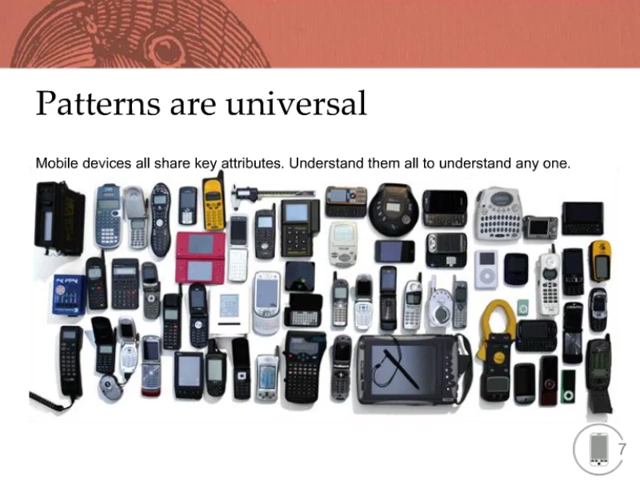 Patterns are universal
Mobile devices all share key attributes. Understand them all to understand any one.
7